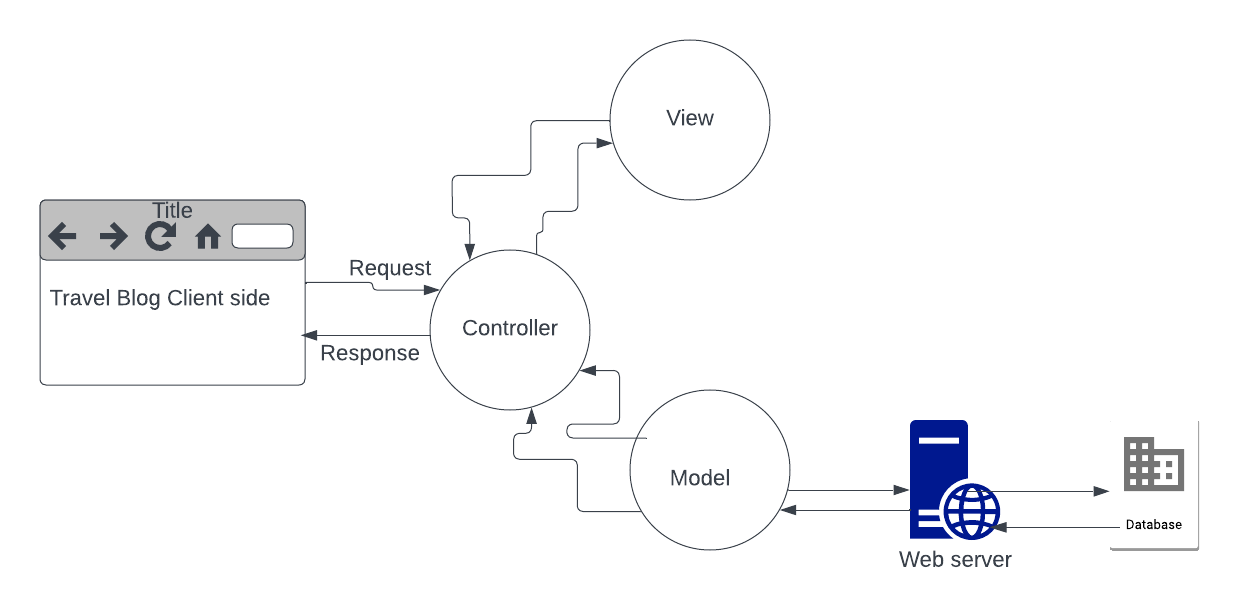 View
Title
Request
Travel Blog Client side
Controller
Response
Model
Database
Web server